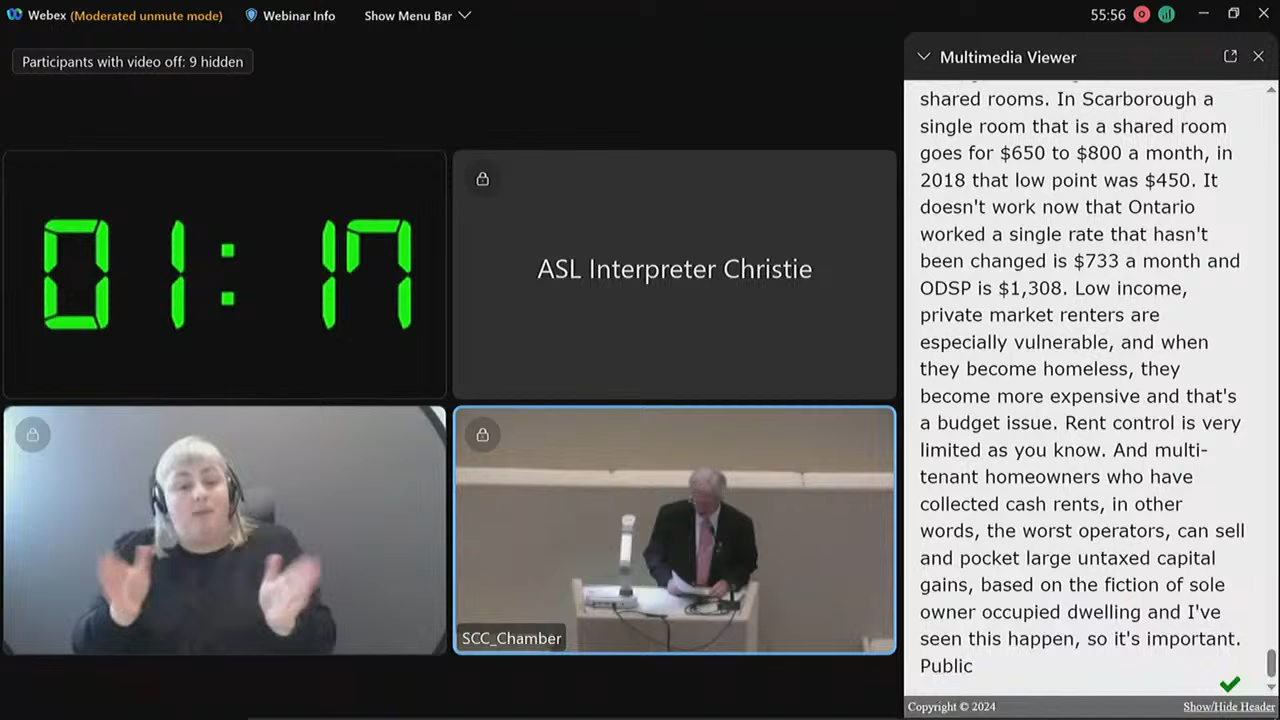 Webex (Moderated unmute mode) Webinar Info Show Menu Bar 55:56
Participants with video off: 9 hidden
01:17
ASL Interpreter Christie
SCC_Chamber
Multimedia Viewer
shared rooms. In Scarborough a
single room that is a shared room
goes for $650 to $800 a month, in
2018 that low point was $450. It
doesn't work now that Ontario
worked a single rate that hasn't
been changed is $733 a month and
ODSP is $1,308. Low income,
private market renters are
especially vulnerable, and when
they become homeless, they
become more expensive and that's
a budget issue. Rent control is very
limited as you know. And multi-
tenant homeowners who have
collected cash rents, in other
words, the worst operators, can sell
and pocket large untaxed capital
gains, based on the fiction of sole
owner occupied dwelling and I've
seen this happen, so it's important.
Public
Copyright © 2024 Show/Hide Header